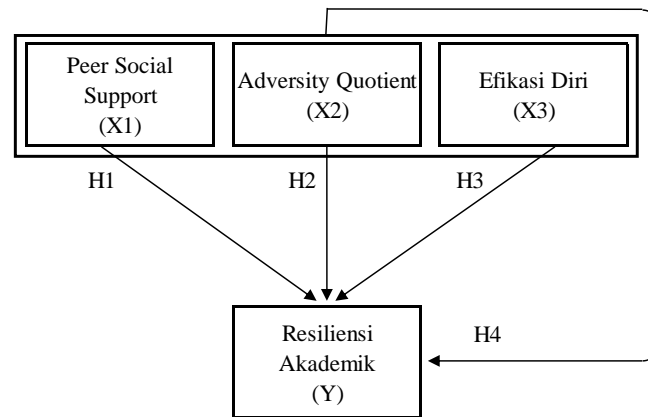 Peer Social
Support
(X1)
Adversity Quotient
(X2)
Efikasi Diri
(X3)
H1
H2
H3
Resiliensi
Akademik
(Y)
H4